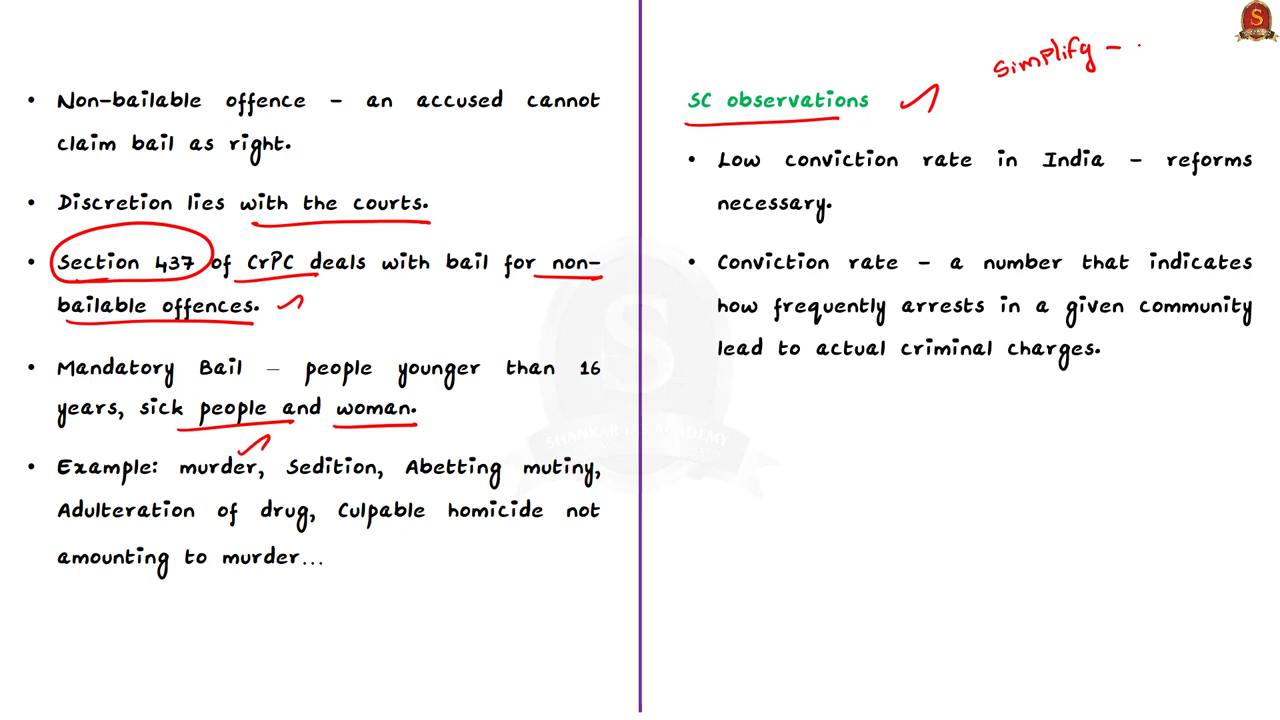 • Non-bailable offence – an accused cannot
claim bail as right.
• Discretion lies with the courts.
• Section 437 of CrPC deals with bail for non-
bailable offences.
• Mandatory Bail – people younger than 16
years, sick people and woman.
• Example: murder, Sedition, Abetting mutiny,
Adulteration of drug, Culpable homicide not
amounting to murder...
Simplify -
SC observations
• Low conviction rate in India – reforms
necessary.
• Conviction rate – a number that indicates
how frequently arrests in a given community
lead to actual criminal charges.
S
SHANKAR IAS ACADEMY
S